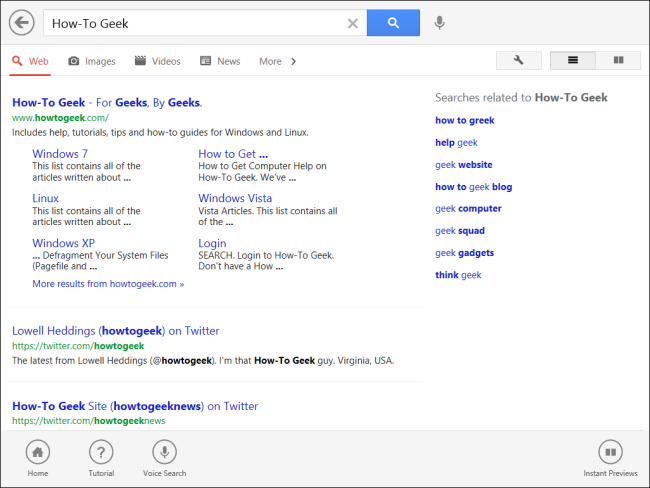 How-To Geek
Web Images Videos News More
How-To Geek - For Geeks, By Geeks.
www.howtogeek.com/
Includes help, tutorials, tips and how-to guides for Windows and Linux.
Windows 7
This list contains all of the
articles written about ...
How to Get ...
How to Get Computer Help on
How-To Geek. We've ...
Linux
This list contains all of the
articles written about ...
Windows Vista
Vista Articles. This list contains all
of the ...
Windows XP
... Defragment Your System Files
(Pagefile and ...
Login
SEARCH. Login to How-To Geek.
Don't have a How ...
More results from howtogeek.com »
Lowell Heddings (howtogeek) on Twitter
https://twitter.com/howtogeek
The latest from Lowell Heddings (@howtogeek). I'm that How-To Geek guy. Virginia, USA.
How-To Geek Site (howtogeeknews) on Twitter
https://twitter.com/howtogeeknews
Searches related to How-To Geek
how to greek
help geek
geek website
how to geek blog
geek computer
geek squad
geek gadgets
think geek
Home Tutorial Voice Search Instant Previews